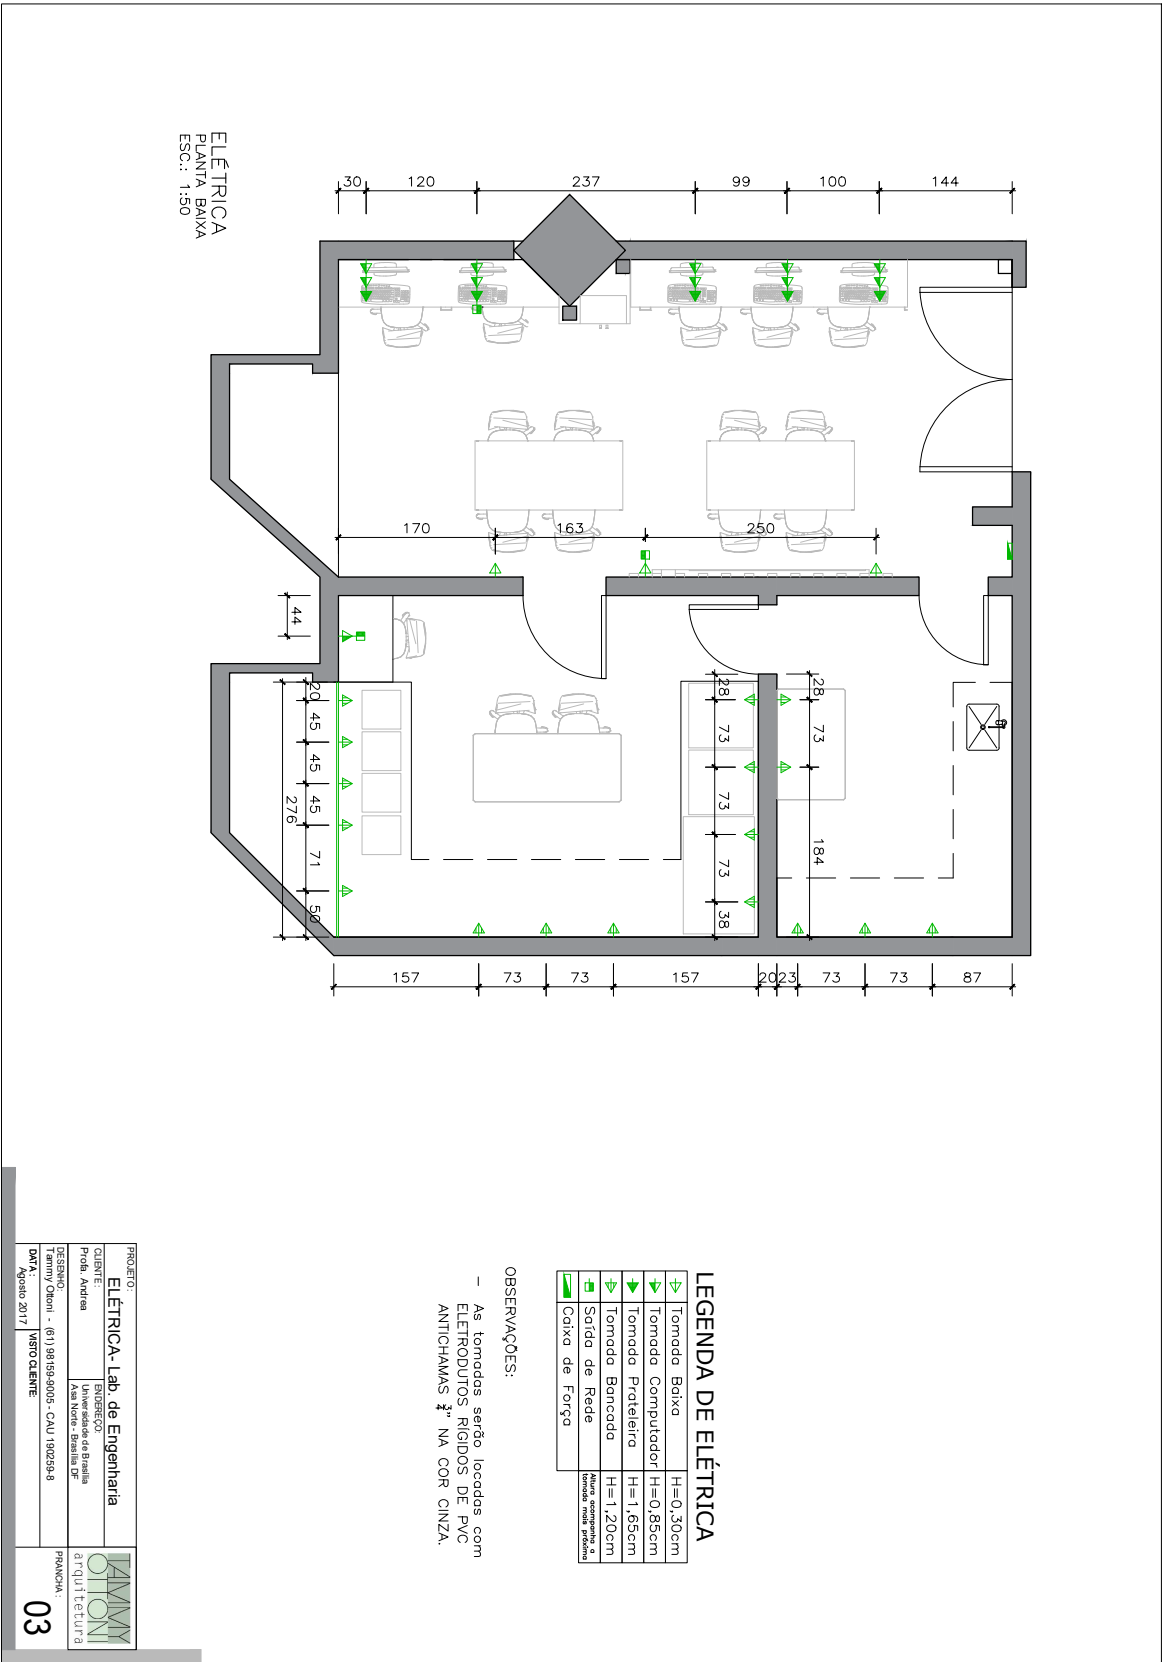 ELÉTRICA
PLANTA BAIXA
ESC.: 1:50
30
120
237
99
100
144
170
163
250
44
20
45
45
45
71
50
276
28
73
73
73
38
28
73
184
157
73
73
157
20
23
73
73
87
LEGENDA DE ELÉTRICA
Tomada Baixa H=0,30cm
Tomada Computador H=0,85cm
Tomada Prateleira H=1,65cm
Tomada Bancada H=1,20cm
Saída de Rede Altura acompanha a
tomada mais próxima
Caixa de Força
OBSERVAÇÕES:
– As tomadas serão locadas com
ELETRODUTOS RÍGIDOS DE PVC
ANTICHAMAS ¾" NA COR CINZA.
PROJETO:
ELÉTRICA- Lab. de Engenharia
CLIENTE:
Profa. Andrea
ENDEREÇO:
Universidade de Brasília
Asa Norte - Brasília DF
DESENHO:
Tammy Ottoni - (61) 98159-9005 - CAU 190259-8
DATA:
Agosto 2017
VISTO CLIENTE:
TAMMY
OTTONI
arquitetura
PRANCHA:
03